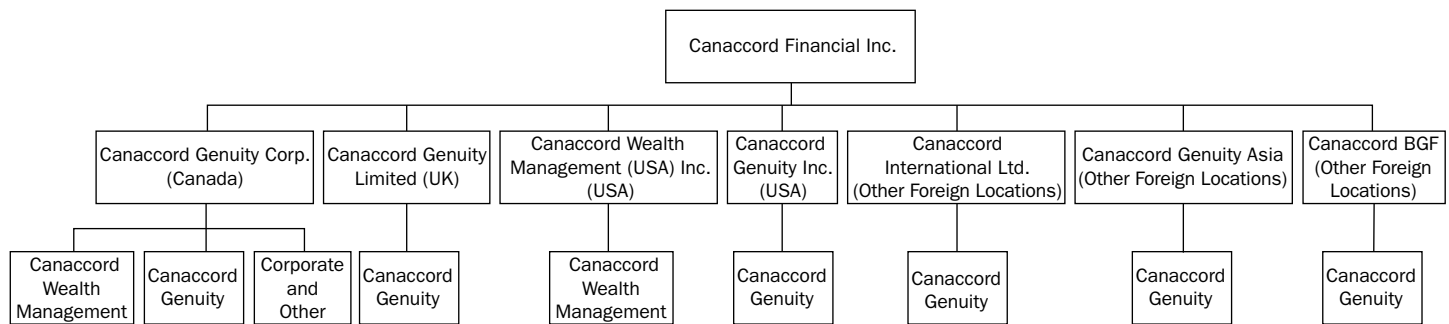 Canaccord Financial Inc.
Canaccord Genuity Corp.
(Canada)
Canaccord Genuity
Limited (UK)
Canaccord Wealth
Management (USA) Inc.
(USA)
Canaccord
Genuity Inc.
(USA)
Canaccord
International Ltd.
(Other Foreign Locations)
Canaccord Genuity Asia
(Other Foreign Locations)
Canaccord BGF
(Other Foreign
Locations)
Canaccord
Wealth
Management
Canaccord
Genuity
Corporate
and
Other
Canaccord
Genuity
Canaccord
Wealth
Management
Canaccord
Genuity
Canaccord
Genuity
Canaccord
Genuity
Canaccord
Genuity